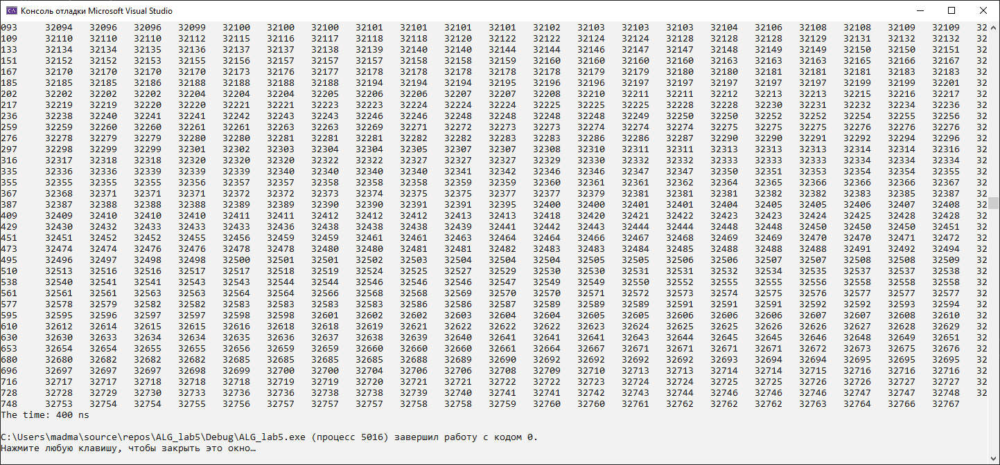 Консоль отладки Microsoft Visual Studio
093 32094 32096 32096 32099 32100 32100 32100 32101 32101 32101 32101 32102 32103 32103 32103 32104 32106 32108 32108 32109 32109 32
109 32110 32110 32110 32112 32115 32116 32117 32118 32118 32120 32122 32122 32124 32124 32128 32128 32128 32129 32131 32132 32132 32
133 32134 32134 32135 32136 32137 32137 32138 32139 32140 32140 32144 32144 32146 32147 32147 32148 32149 32149 32150 32150 32151 32
151 32152 32152 32153 32155 32156 32157 32157 32157 32158 32158 32159 32160 32160 32160 32160 32163 32163 32163 32165 32166 32167 32
167 32170 32170 32170 32170 32173 32176 32177 32178 32178 32178 32178 32178 32179 32179 32180 32180 32181 32181 32181 32183 32183 32
185 32185 32185 32186 32188 32188 32188 32188 32194 32194 32194 32195 32196 32196 32197 32197 32197 32197 32197 32199 32199 32201 32
202 32202 32202 32202 32204 32204 32204 32205 32206 32206 32207 32207 32208 32210 32211 32211 32212 32213 32213 32215 32216 32217 32
217 32219 32219 32220 32220 32221 32221 32223 32223 32224 32224 32224 32225 32225 32225 32228 32228 32230 32231 32232 32234 32236 32
236 32238 32240 32241 32241 32242 32243 32243 32246 32246 32248 32248 32248 32248 32249 32250 32250 32252 32252 32254 32255 32256 32
259 32259 32260 32260 32261 32261 32263 32263 32269 32271 32272 32273 32273 32274 32274 32274 32275 32275 32275 32276 32276 32276 32
276 32278 32279 32279 32280 32280 32281 32281 32281 32282 32282 32283 32283 32286 32286 32287 32290 32290 32291 32292 32294 32296 32
297 32298 32299 32299 32301 32302 32303 32304 32304 32305 32307 32307 32308 32310 32311 32311 32313 32313 32313 32314 32314 32316 32
316 32317 32318 32318 32320 32320 32320 32322 32322 32327 32327 32327 32329 32330 32332 32332 32333 32333 32333 32334 32334 32334 32
335 32336 32336 32339 32339 32339 32340 32340 32340 32340 32341 32342 32346 32346 32347 32347 32350 32351 32353 32354 32354 32355 32
355 32355 32355 32355 32356 32357 32357 32358 32358 32358 32359 32359 32360 32361 32361 32362 32364 32365 32366 32366 32366 32367 32
367 32368 32371 32371 32371 32372 32372 32373 32374 32375 32375 32377 32377 32379 32381 32381 32381 32382 32382 32383 32385 32387 32
387 32387 32388 32388 32388 32389 32389 32390 32390 32391 32391 32395 32400 32400 32401 32401 32404 32405 32405 32406 32407 32408 32
409 32409 32410 32410 32410 32411 32411 32412 32412 32412 32413 32413 32418 32420 32421 32422 32423 32423 32424 32425 32428 32428 32
429 32430 32432 32433 32433 32433 32436 32438 32438 32438 32439 32441 32442 32443 32444 32444 32448 32448 32450 32450 32450 32451 32
451 32451 32452 32452 32455 32456 32459 32459 32461 32461 32463 32464 32464 32466 32467 32468 32469 32469 32470 32470 32471 32472 32
473 32474 32474 32476 32476 32478 32478 32480 32480 32481 32481 32482 32483 32483 32484 32485 32488 32488 32488 32491 32492 32494 32
495 32496 32497 32498 32498 32500 32501 32501 32502 32503 32504 32504 32504 32505 32505 32506 32506 32507 32507 32508 32508 32509 32
510 32513 32516 32516 32517 32517 32518 32519 32524 32525 32527 32529 32530 32530 32531 32531 32532 32534 32535 32537 32537 32538 32
538 32540 32541 32541 32543 32543 32544 32544 32546 32546 32546 32547 32549 32549 32550 32552 32555 32555 32556 32558 32558 32558 32
561 32561 32561 32563 32563 32564 32564 32566 32568 32568 32569 32570 32570 32571 32572 32573 32574 32575 32576 32577 32577 32577 32
577 32578 32579 32582 32582 32583 32583 32583 32583 32586 32586 32587 32589 32589 32589 32591 32591 32591 32592 32592 32593 32594 32
595 32595 32596 32597 32597 32598 32598 32601 32602 32602 32603 32604 32604 32605 32605 32606 32606 32606 32607 32607 32608 32610 32
610 32612 32614 32615 32615 32616 32618 32618 32619 32621 32622 32622 32622 32623 32624 32625 32625 32626 32626 32627 32628 32629 32
630 32630 32633 32634 32634 32635 32636 32637 32638 32639 32640 32641 32641 32641 32643 32644 32645 32645 32646 32648 32649 32651 32
653 32654 32654 32655 32655 32656 32659 32659 32660 32660 32660 32661 32664 32667 32671 32671 32671 32671 32672 32673 32675 32676 32
680 32680 32682 32682 32682 32685 32685 32685 32685 32688 32689 32690 32692 32692 32692 32692 32693 32694 32694 32695 32695 32695 32
696 32697 32697 32697 32698 32699 32700 32700 32704 32706 32706 32708 32709 32710 32713 32713 32714 32714 32715 32716 32716 32716 32
716 32717 32717 32718 32718 32718 32719 32719 32720 32721 32721 32722 32722 32723 32724 32724 32725 32725 32726 32726 32727 32727 32
728 32728 32729 32730 32733 32736 32736 32738 32738 32739 32740 32741 32741 32742 32743 32744 32746 32746 32746 32747 32747 32748 32
748 32753 32754 32754 32755 32756 32757 32757 32757 32758 32758 32759 32760 32760 32761 32762 32762 32762 32763 32764 32766 32767
The time: 400 ns
C:\Users\madma\source\repos\ALG_lab5\Debug\ALG_lab5.exe (процесс 5016) завершил работу с кодом 0.
Нажмите любую клавишу, чтобы закрыть это окно…